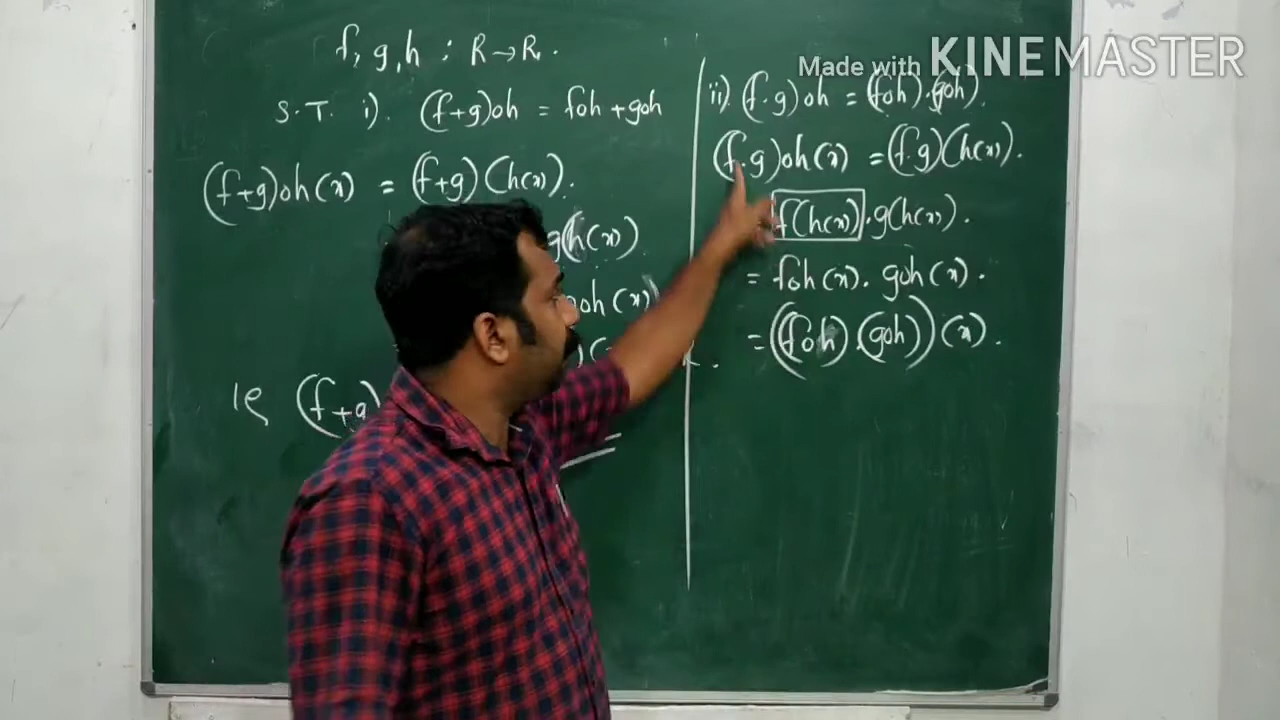 f, g, h : R→R.
S.T. i). (f+g)oh = foh + goh
(f+g)oh(x) = (f+g)(h(x)).
g(h(x)
goh(x)
ie (f+g)
Made with KINEMASTER
ii). (f.g)oh = (foh).(goh).
(f.g)oh(x) = (f.g)(h(x)).
f(h(x)).g(h(x)).
= foh(x). goh(x).
= ((foh).(goh))(x).